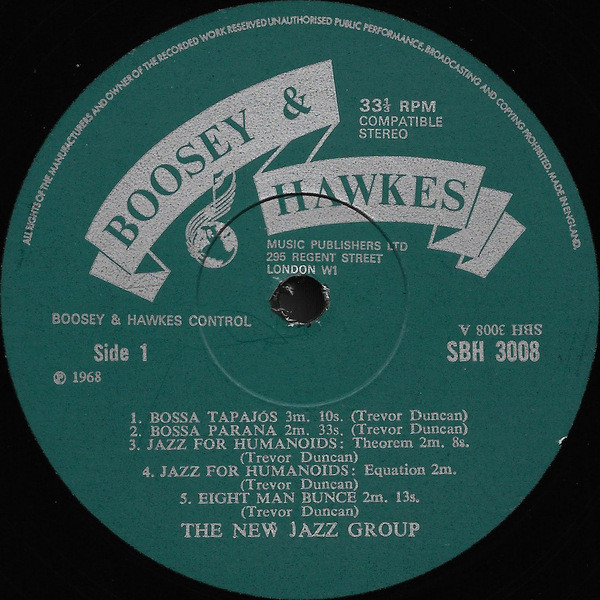 ALL RIGHTS OF THE MANUFACTURERS AND OWNER OF THE RECORDED WORK RESERVED UNAUTHORISED PUBLIC PERFORMANCE, BROADCASTING AND COPYING PROHIBITED, MADE IN ENGLAND.
BOOSEY &
HAWKES
33⅓ RPM
COMPATIBLE
STEREO
MUSIC PUBLISHERS LTD
295 REGENT STREET
LONDON W1
BOOSEY & HAWKES CONTROL
SBH 3008 A
Side 1
SBH 3008
℗ 1968
1. BOSSA TAPAJÓS 3m. 10s. (Trevor Duncan)
2. BOSSA PARANA 2m. 33s. (Trevor Duncan)
3. JAZZ FOR HUMANOIDS: Theorem 2m. 8s.
(Trevor Duncan)
4. JAZZ FOR HUMANOIDS: Equation 2m.
(Trevor Duncan)
5. EIGHT MAN BUNCE 2m. 13s.
(Trevor Duncan)
THE NEW JAZZ GROUP